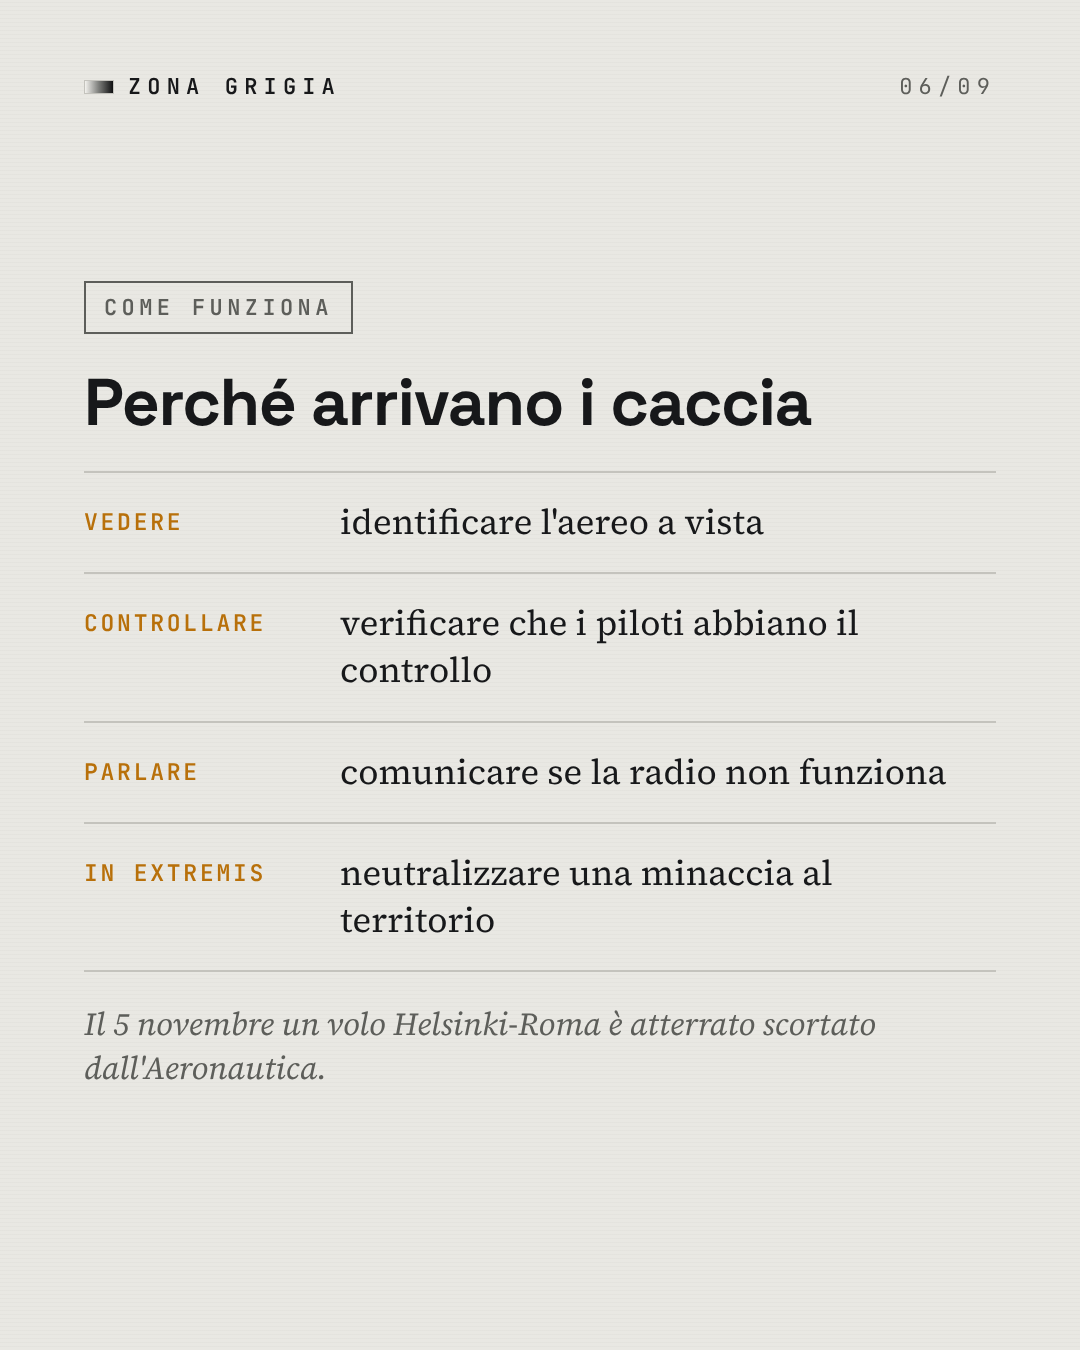 ZONA GRIGIA
06/09
COME FUNZIONA
Perché arrivano i caccia
VEDERE
identificare l'aereo a vista
CONTROLLARE
verificare che i piloti abbiano il
controllo
PARLARE
comunicare se la radio non funziona
IN EXTREMIS
neutralizzare una minaccia al
territorio
Il 5 novembre un volo Helsinki-Roma è atterrato scortato
dall'Aeronautica.